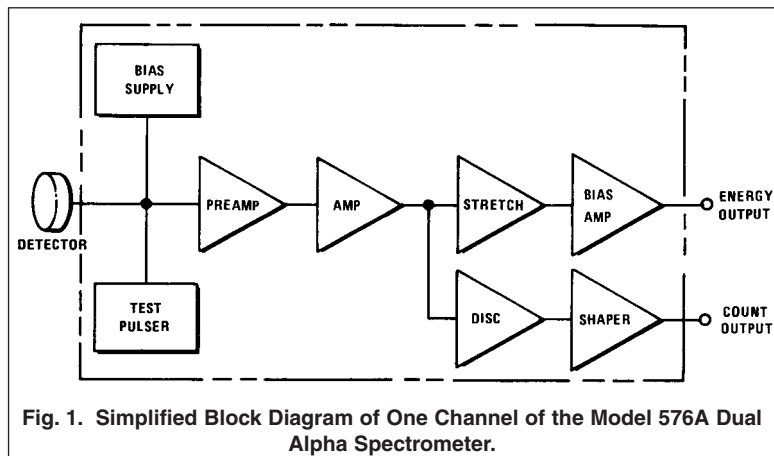 BIAS
SUPPLY
DETECTOR
TEST
PULSER
PREAMP
AMP
STRETCH
BIAS
AMP
ENERGY
OUTPUT
DISC
SHAPER
COUNT
OUTPUT
Fig. 1. Simplified Block Diagram of One Channel of the Model 576A Dual
Alpha Spectrometer.